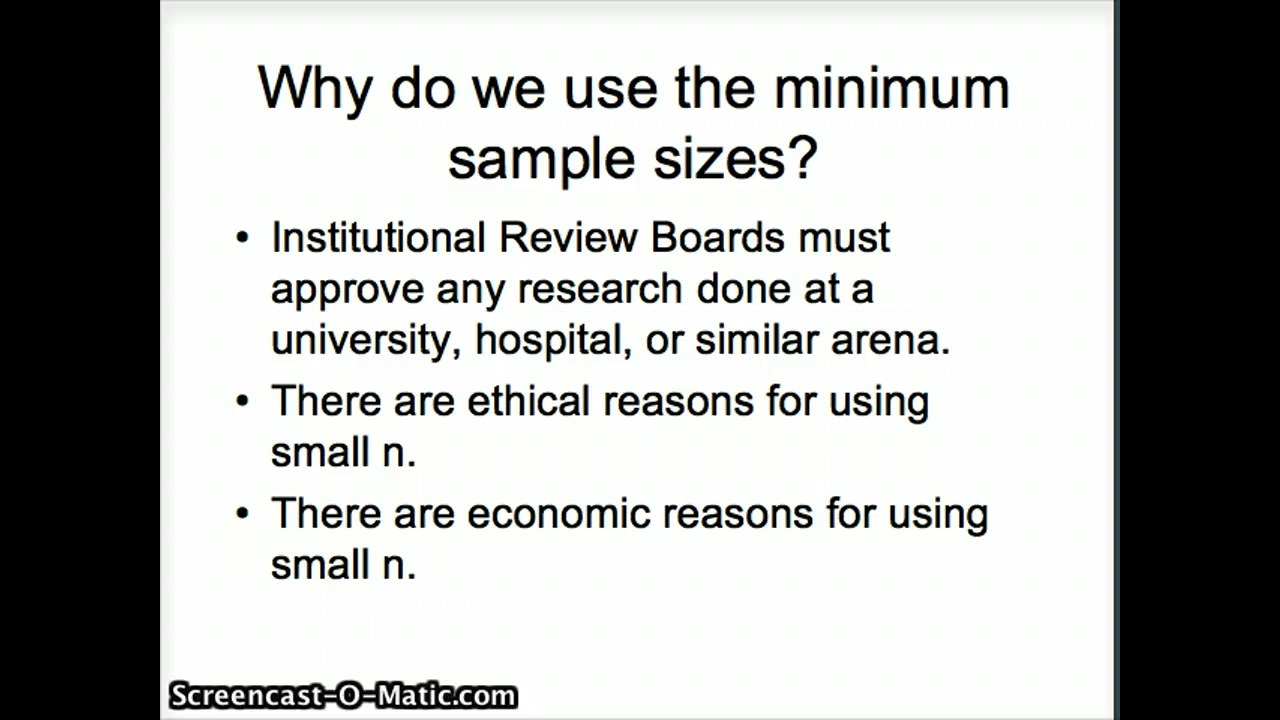 Why do we use the minimum
sample sizes?
• Institutional Review Boards must
approve any research done at a
university, hospital, or similar arena.
• There are ethical reasons for using
small n.
• There are economic reasons for using
small n.
Screencast-O-Matic.com